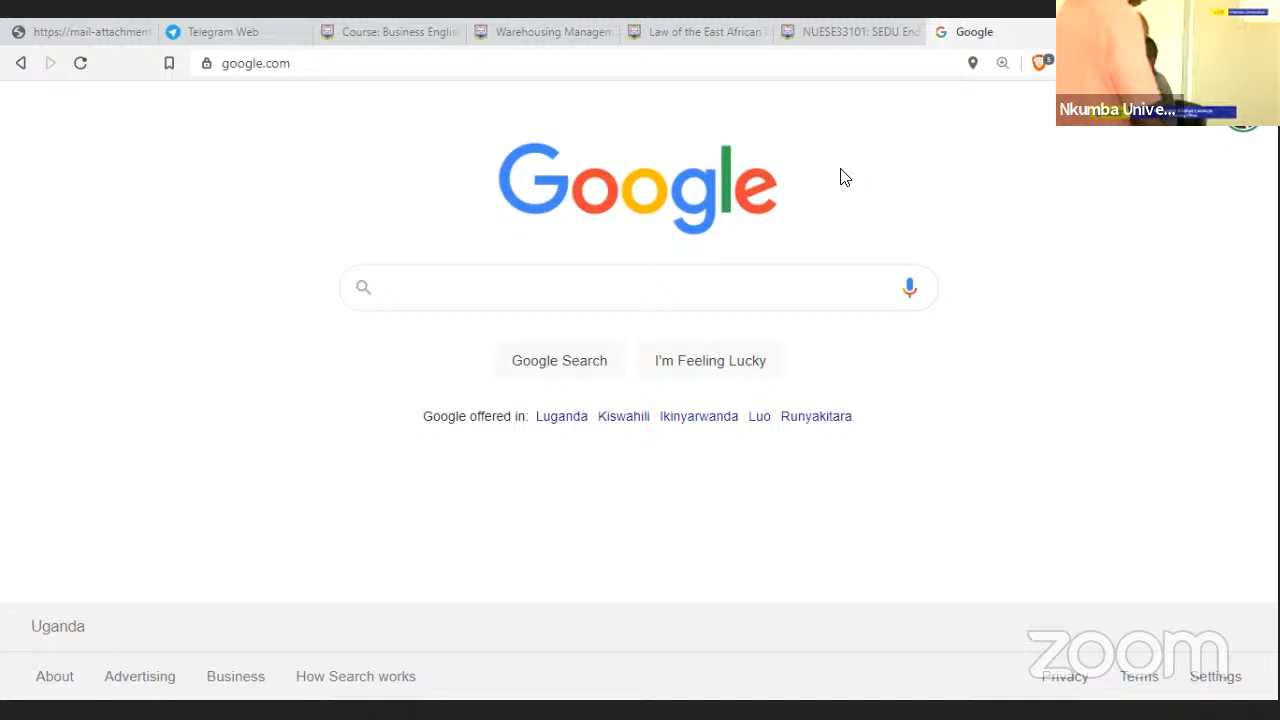 https://mail-attachment
Telegram Web
Course: Business Englis
Warehousing Managem
Law of the East African
NUESE33101: SEDU End
Google
google.com
5
Nkumba Unive...
Google
Google Search
I'm Feeling Lucky
Google offered in: Luganda Kiswahili Ikinyarwanda Luo Runyakitara
Uganda
zoom
About Advertising Business How Search works Privacy Terms Settings